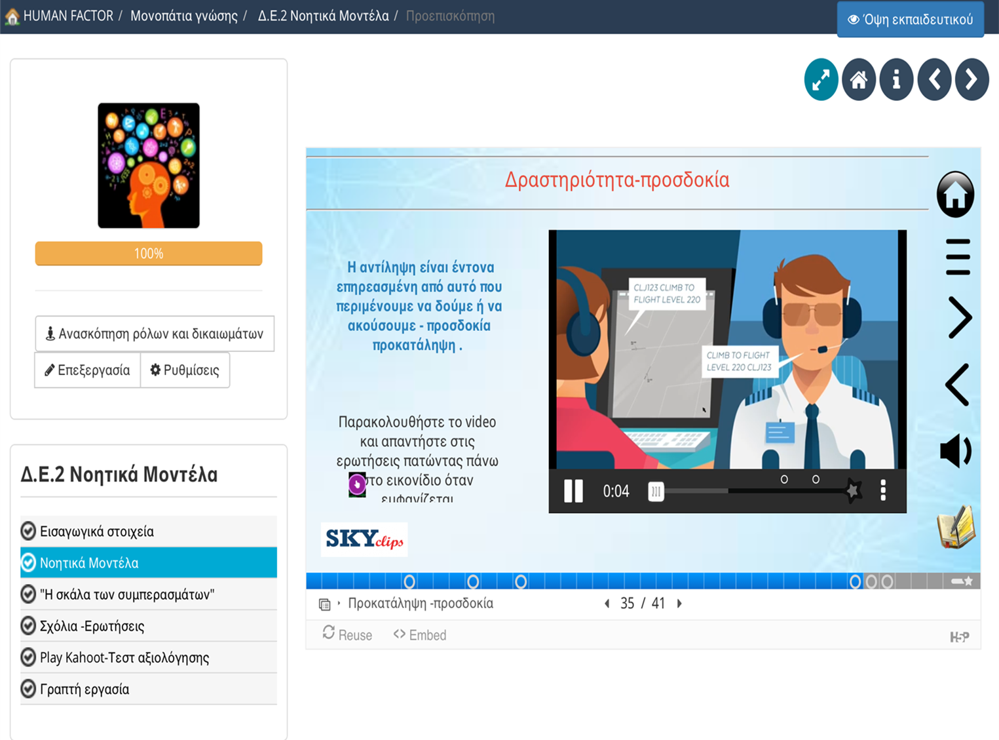 HUMAN FACTOR / Μονοπάτια γνώσης / Δ.Ε.2 Νοητικά Μοντέλα / Προεπισκόπηση
Όψη εκπαιδευτικού
100%
Ανασκόπηση ρόλων και δικαιωμάτων
Επεξεργασία
Ρυθμίσεις
Δ.Ε.2 Νοητικά Μοντέλα
Εισαγωγικά στοιχεία
Νοητικά Μοντέλα
"Η σκάλα των συμπερασμάτων"
Σχόλια -Ερωτήσεις
Play Kahoot-Τεστ αξιολόγησης
Γραπτή εργασία
Δραστηριότητα-προσδοκία
Η αντίληψη είναι έντονα
επηρεασμένη από αυτό που
περιμένουμε να δούμε ή να
ακούσουμε - προσδοκία
προκατάληψη .
Παρακολουθήστε το video
και απαντήστε στις
ερωτήσεις πατώντας πάνω
στο εικονίδιο όταν
εμφανίζεται
SKYclips
CLJ123 CLIMB TO
FLIGHT LEVEL 220
CLIMB TO FLIGHT
LEVEL 220 CLJ123
0:04
Προκατάληψη -προσδοκία
35 / 41
Reuse
Embed
H5P